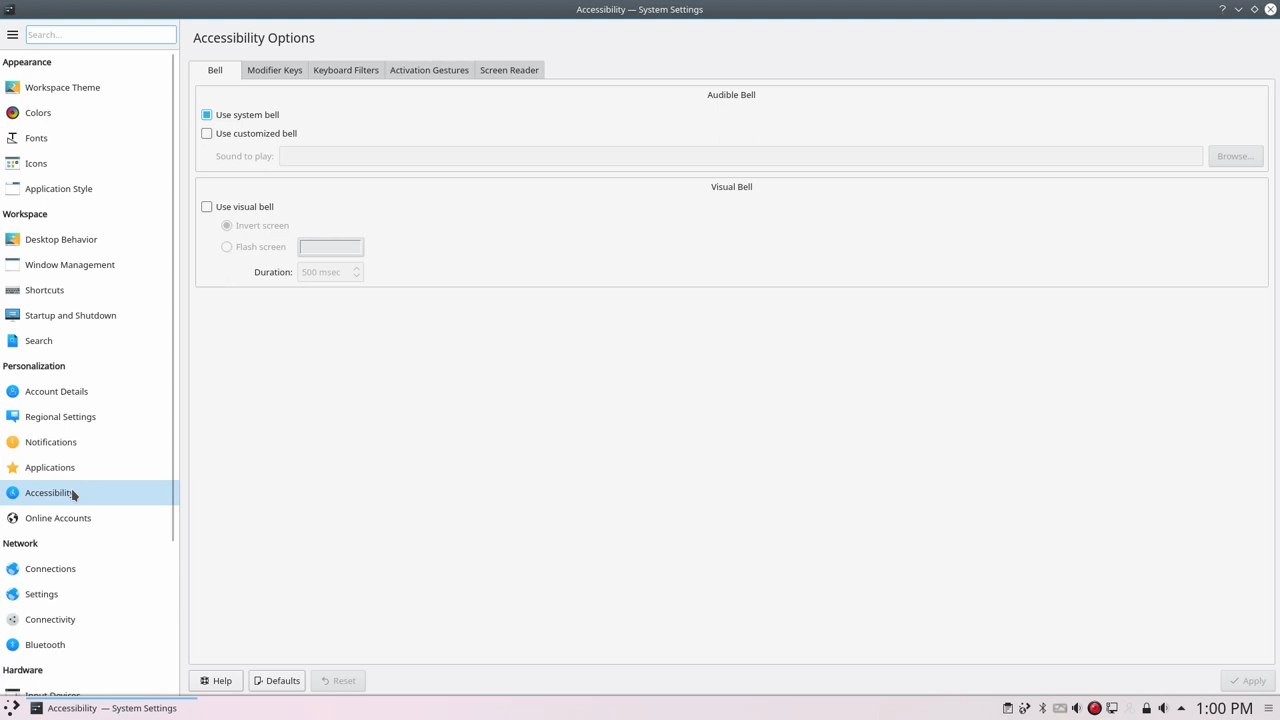 Accessibility — System Settings
Search...
Appearance
Workspace Theme
Colors
Fonts
Icons
Application Style
Workspace
Desktop Behavior
Window Management
Shortcuts
Startup and Shutdown
Search
Personalization
Account Details
Regional Settings
Notifications
Applications
Accessibility
Online Accounts
Network
Connections
Settings
Connectivity
Bluetooth
Hardware
Input Devices
Accessibility Options
Bell Modifier Keys Keyboard Filters Activation Gestures Screen Reader
Audible Bell
Use system bell
Use customized bell
Sound to play: Browse...
Visual Bell
Use visual bell
Invert screen
Flash screen
Duration: 500 msec
Help Defaults Reset Apply
Accessibility — System Settings 1:00 PM